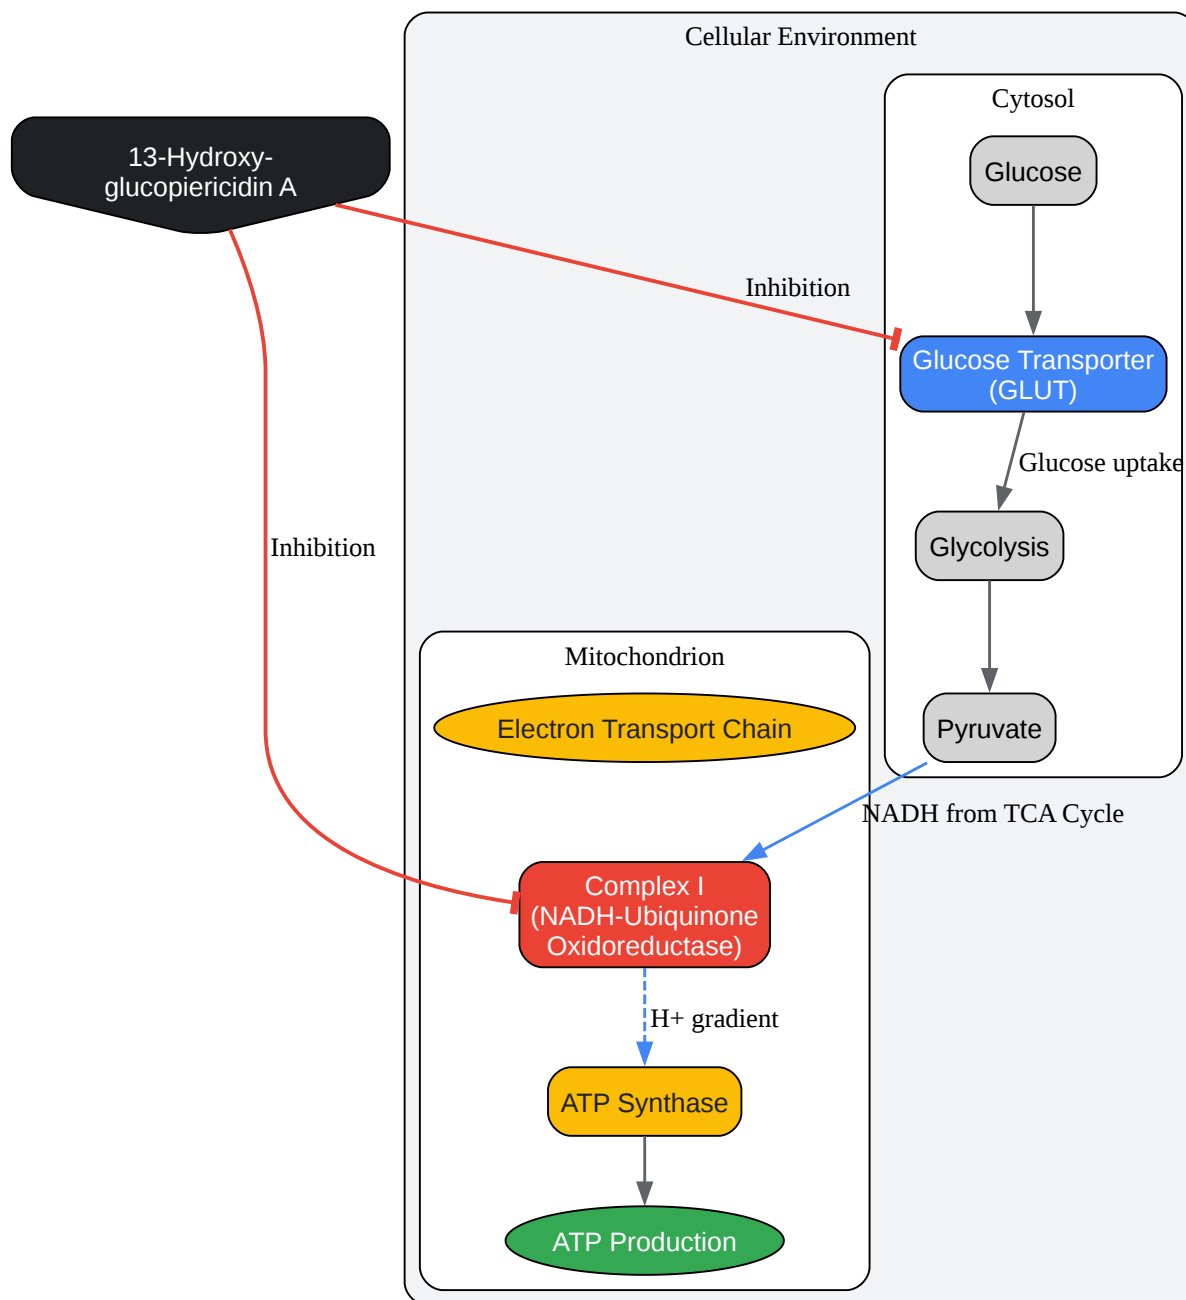 Cellular Environment
Cytosol
13-Hydroxy-
glucopiericidin A
Glucose
Inhibition
Glucose Transporter
(GLUT)
Glucose uptake
Inhibition
Glycolysis
Mitochondrion
Electron Transport Chain
Pyruvate
NADH from TCA Cycle
Complex I
(NADH-Ubiquinone
Oxidoreductase)
H+ gradient
ATP Synthase
ATP Production